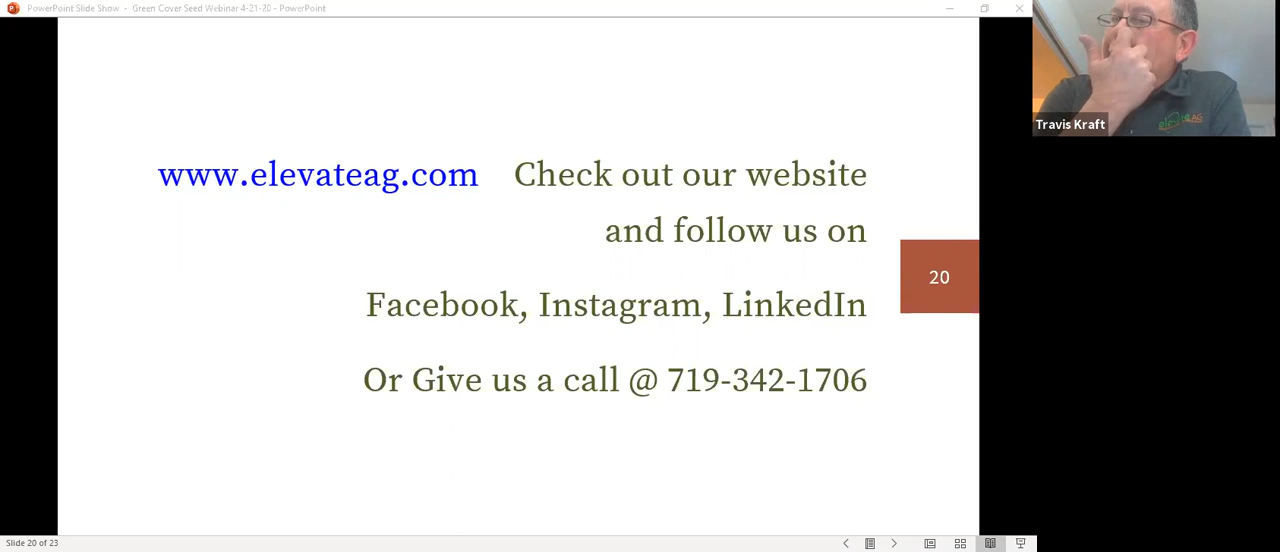 PowerPoint Slide Show - Green Cover Seed Webinar 4-21-20 - PowerPoint
www.elevateag.com Check out our website
and follow us on
Facebook, Instagram, LinkedIn
Or Give us a call @ 719-342-1706
20
Travis Kraft
Slide 20 of 23